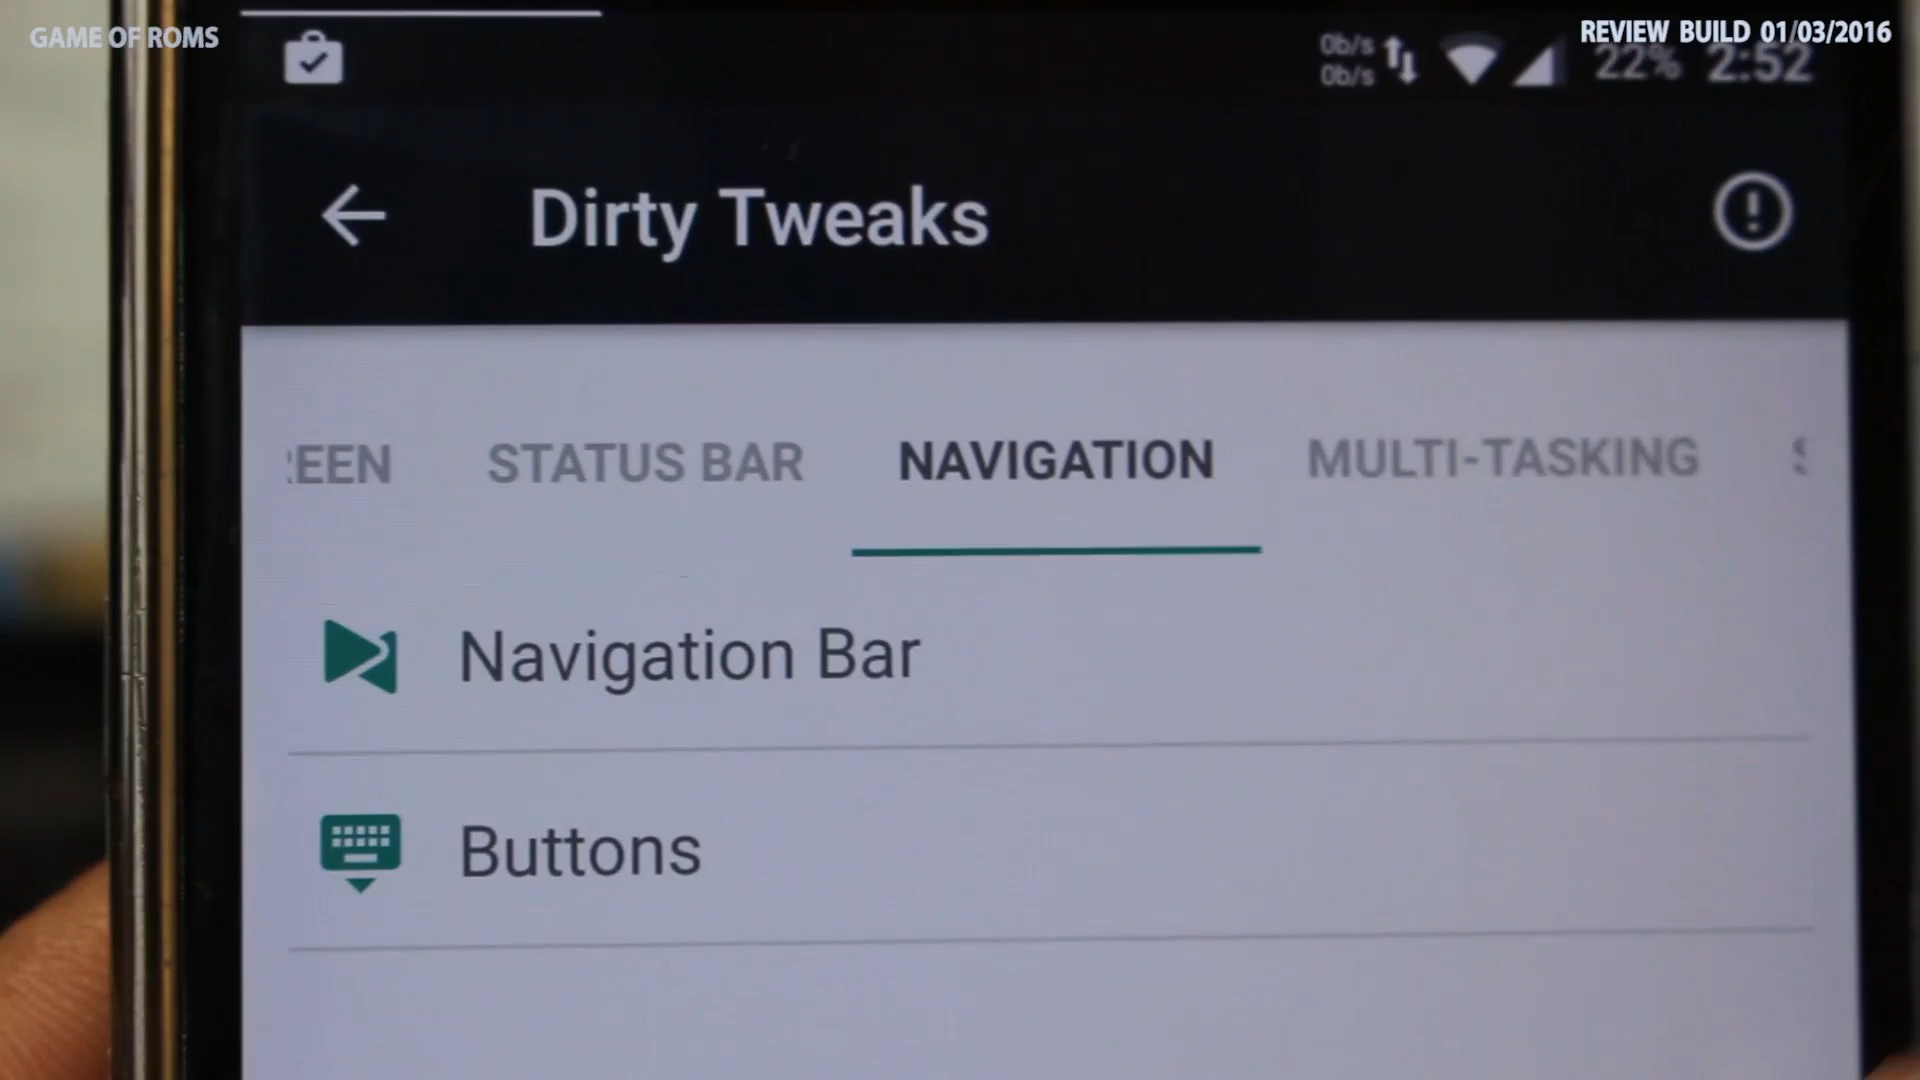 GAME OF ROMS
REVIEW BUILD 01/03/2016
0b/s
0b/s
22% 2:52
Dirty Tweaks
STATUS BAR NAVIGATION MULTI-TASKING
Navigation Bar
Buttons